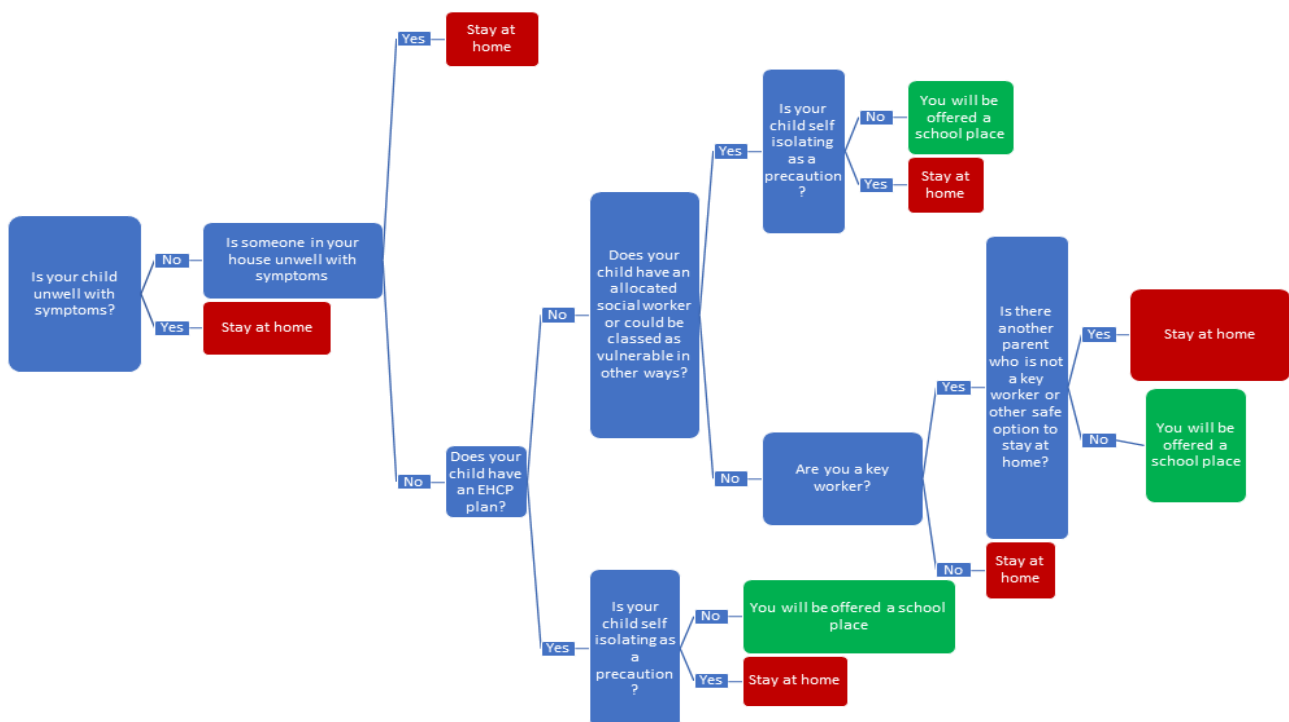 Is your child
unwell with
symptoms?
No
Yes
Is someone in your
house unwell with
symptoms
Stay at home
Yes
No
Stay at
home
Does your
child have
an EHCP
plan?
No
Yes
Does your
child have an
allocated
social worker
or could be
classed as
vulnerable in
other ways?
Yes
No
Is your
child self
isolating
as a
precaution
?
No
Yes
You will be
offered a
school place
Stay at
home
Are you a key
worker?
Yes
No
Is there
another
parent
who is not
a key
worker or
other safe
option to
stay at
home?
Yes
No
Stay at home
You will be
offered a
school place
Stay at
home
Is your
child self
isolating as
a
precaution
?
No
Yes
You will be offered a school
place
Stay at home